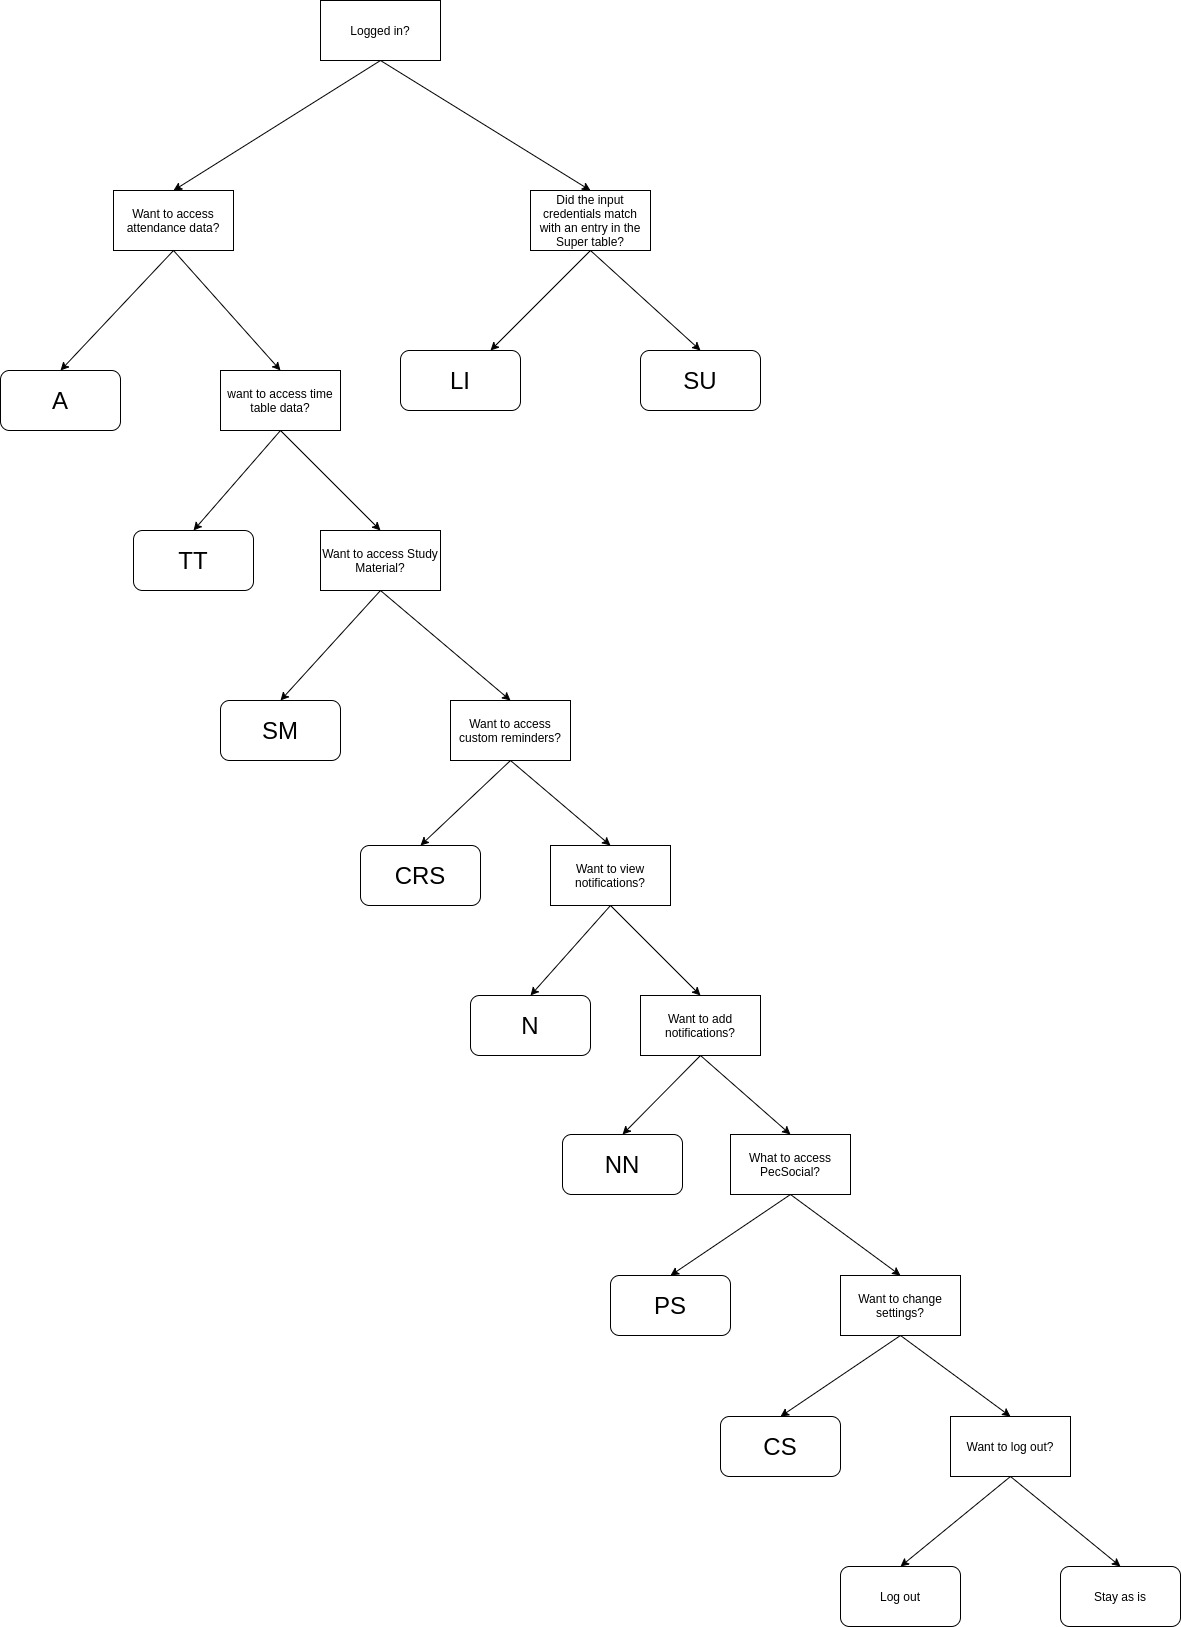 Logged in?
Want to access
attendance data?
Did the input
credentials match
with an entry in the
Super table?
LI
SU
A
want to access time
table data?
TT
Want to access Study
Material?
SM
Want to access
custom reminders?
CRS
Want to view
notifications?
N
Want to add
notifications?
NN
What to access
PecSocial?
PS
Want to change
settings?
CS
Want to log out?
Log out
Stay as is